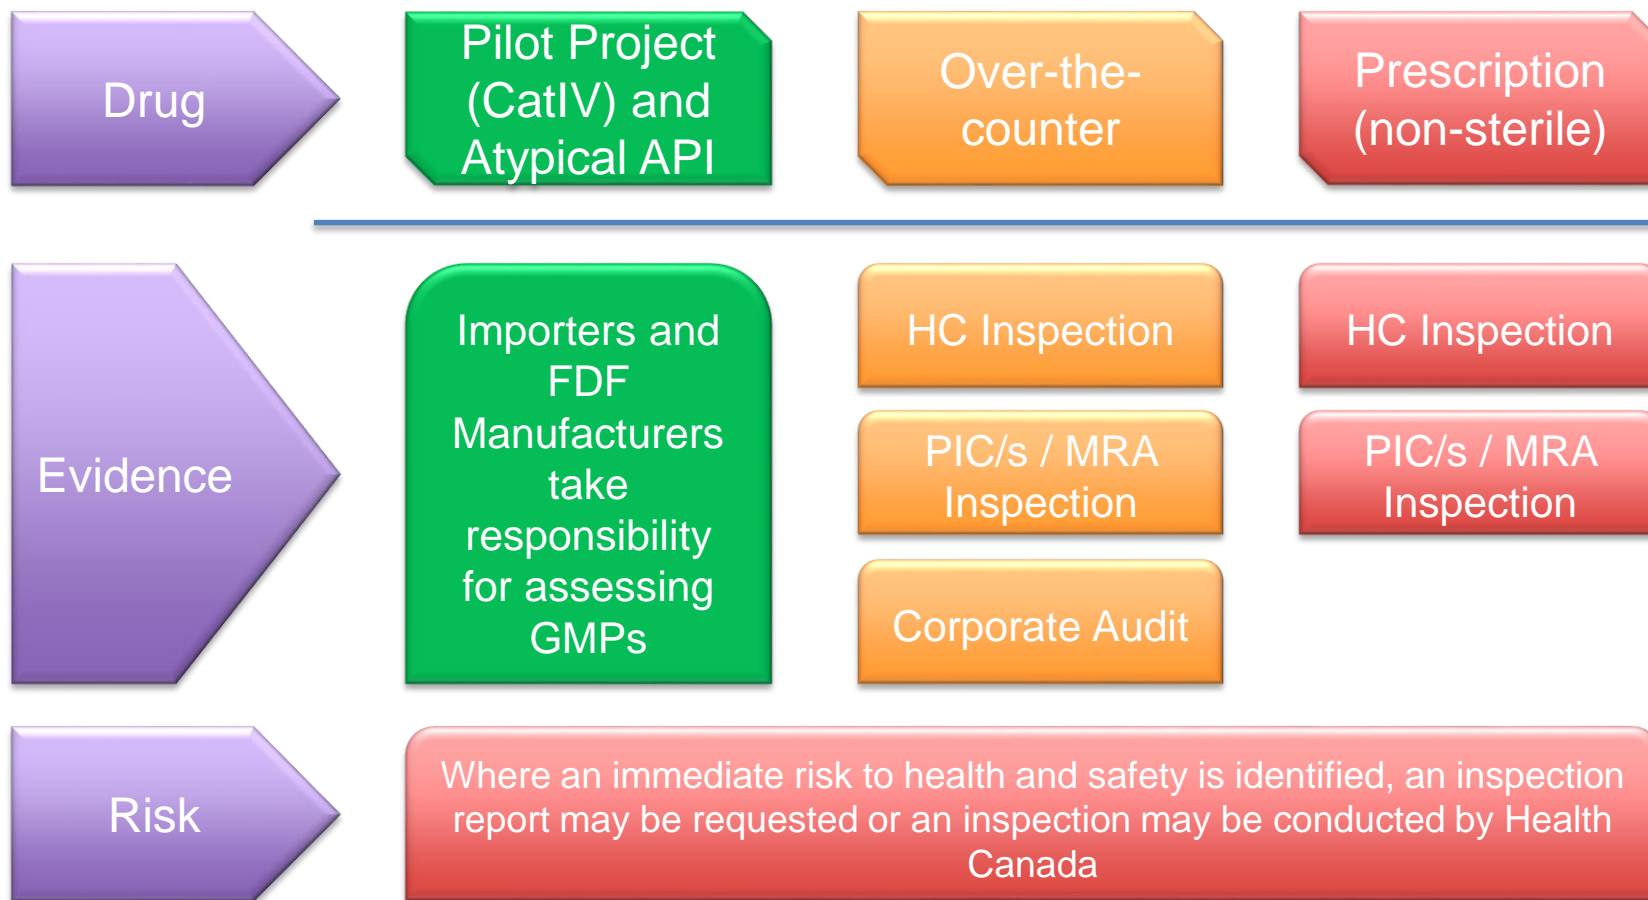 Drug
Pilot Project
(CatIV) and
Atypical API
Over-the-
counter
Prescription
(non-sterile)
Evidence
Importers and
FDF
Manufacturers
take
responsibility
for assessing
GMPs
HC Inspection
PIC/s / MRA
Inspection
Corporate Audit
HC Inspection
PIC/s / MRA
Inspection
Risk
Where an immediate risk to health and safety is identified, an inspection
report may be requested or an inspection may be conducted by Health
Canada